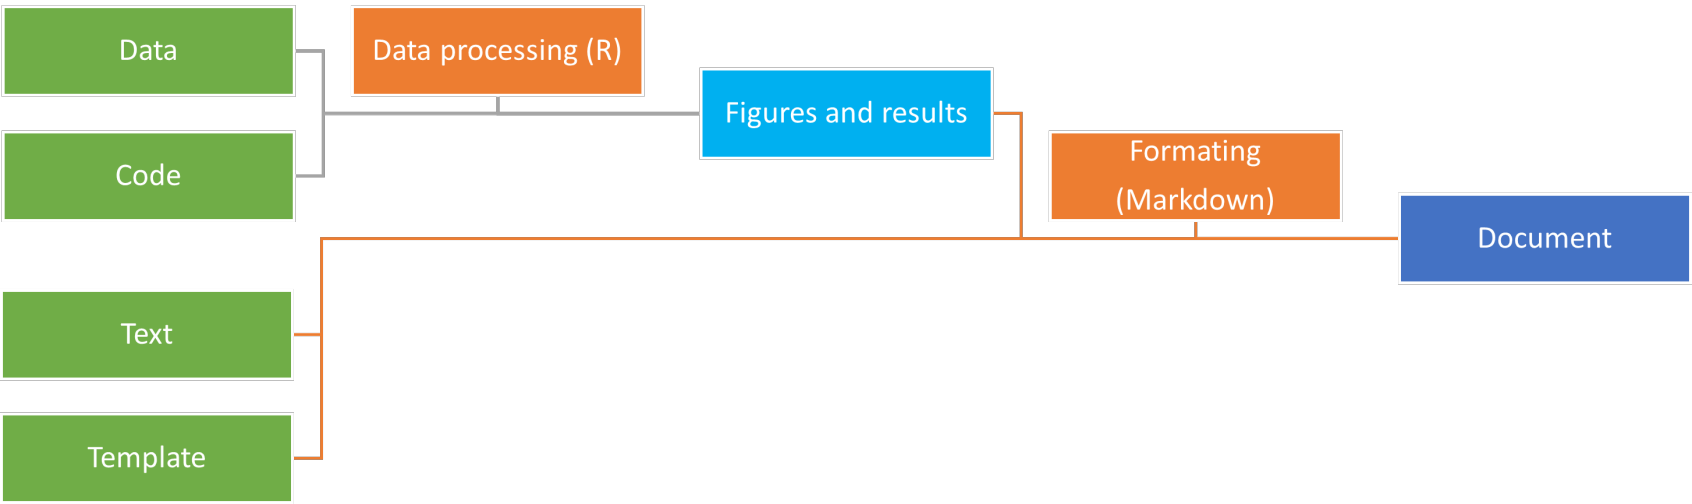 Data
Data processing (R)
Figures and results
Code
Formating
(Markdown)
Document
Text
Template